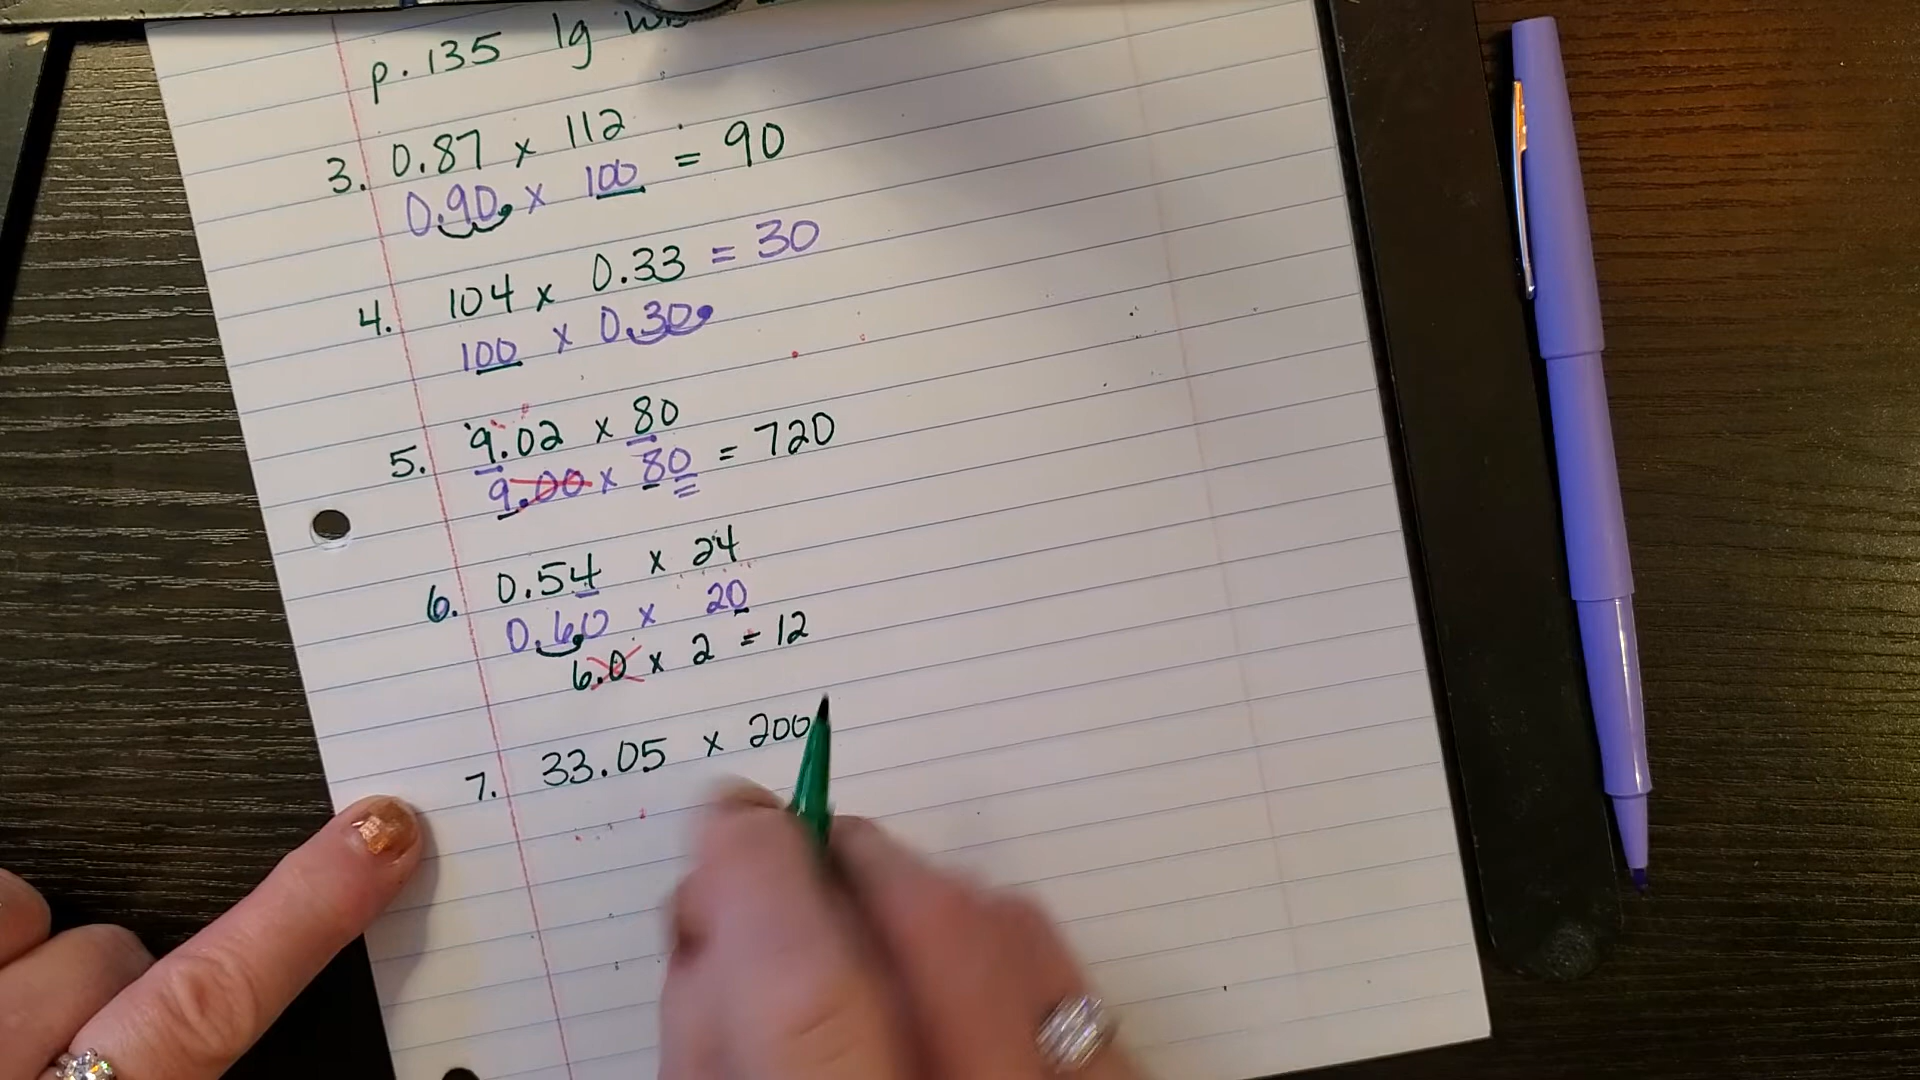 p. 135 lg
3. 0.87 x 112
0.90 x 100 = 90
4. 104 x 0.33 = 30
100 x 0.30
5. 9.02 x 80
9.00 x 80 = 720
6. 0.54 x 24
0.60 x 20
6.0 x 2 = 12
7. 33.05 x 200